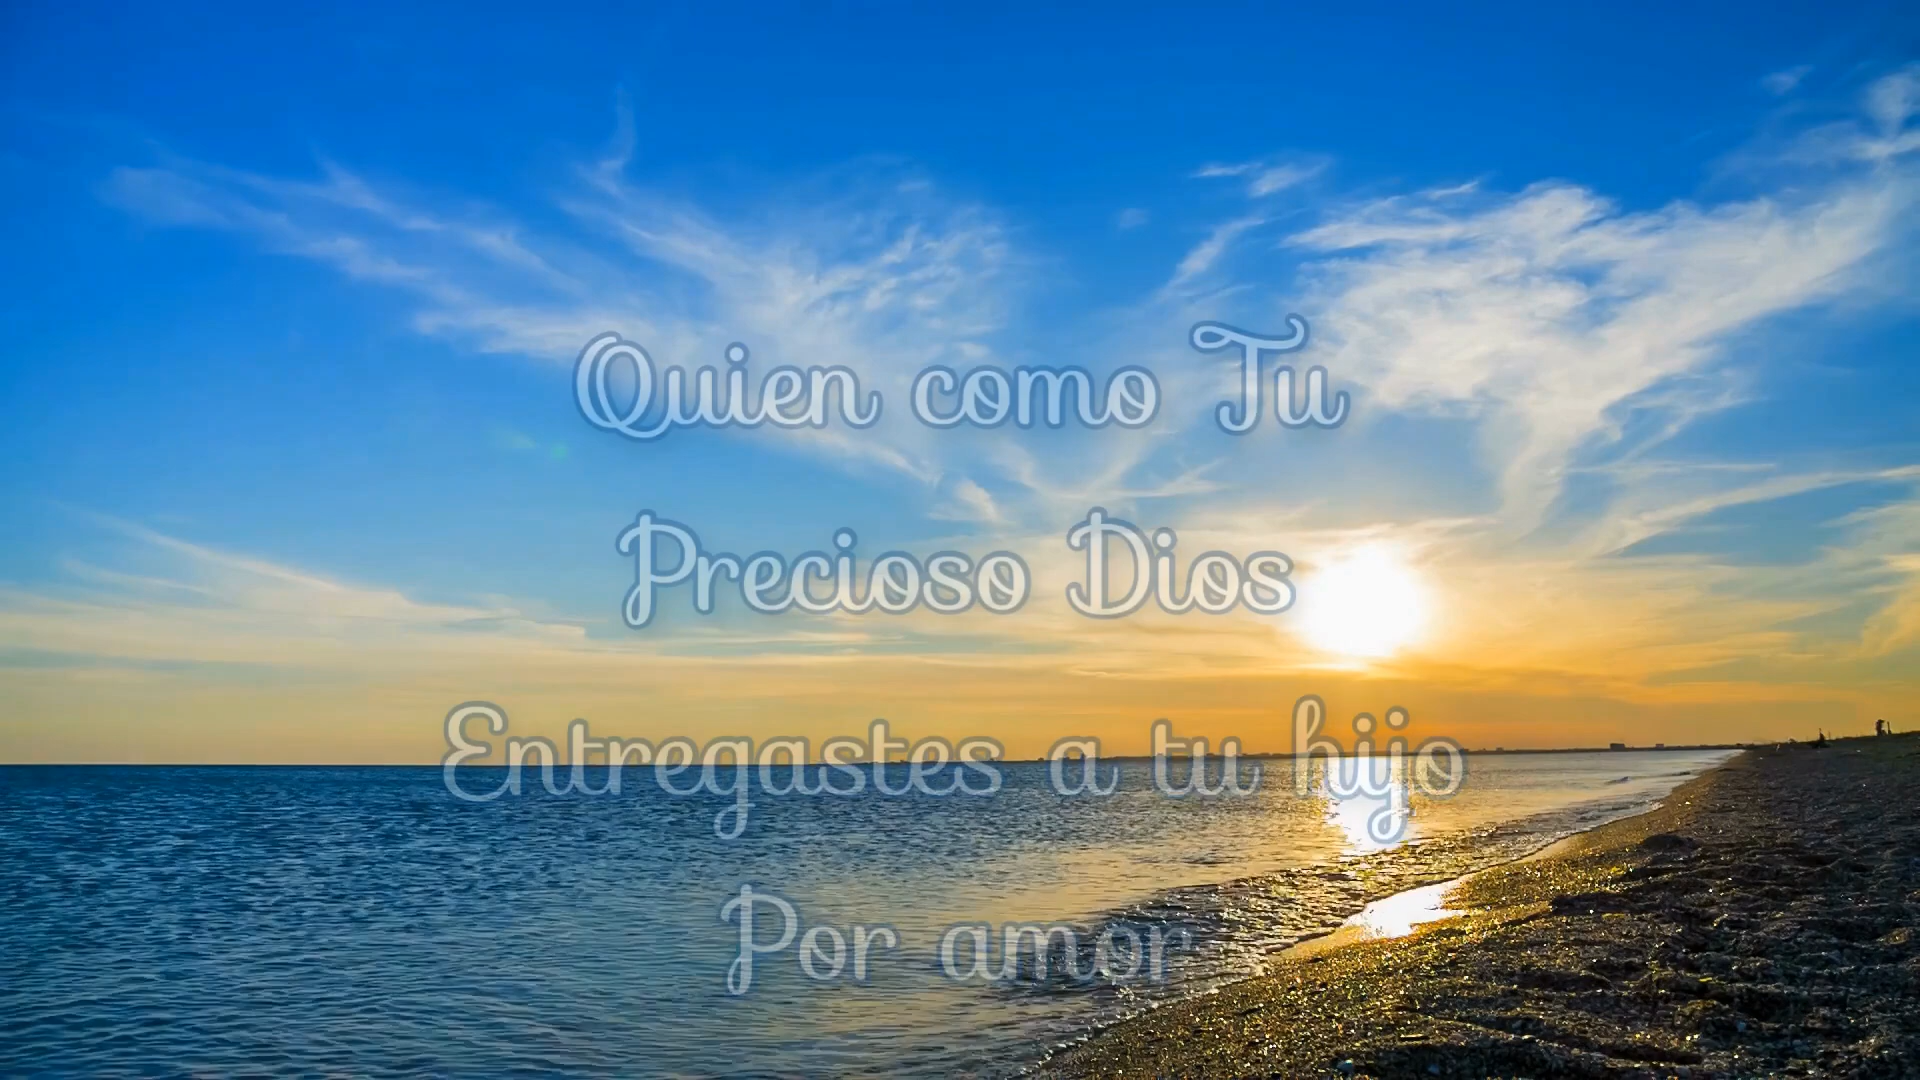 Quien como Tu
Precioso Dios
Entregastes a tu hijo
Por amor